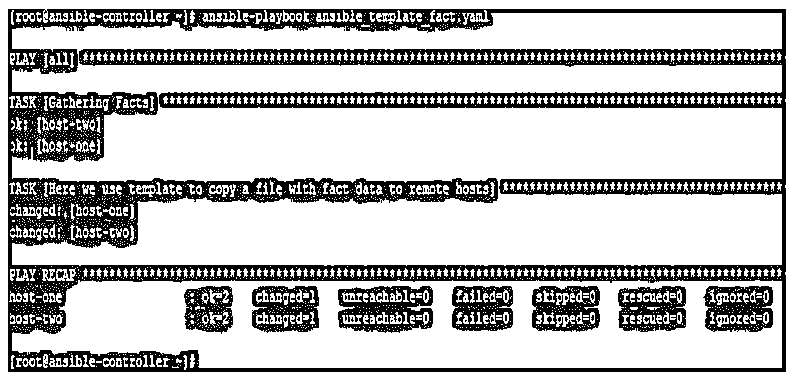 [root@ansible-controller ~]# ansible-playbook ansible_template_fact.yaml
PLAY [all] ******************************************************************************************
TASK [Gathering Facts] ******************************************************************************
ok: [host-two]
ok: [host-one]
TASK [Here we use template to copy a file with fact data to remote hosts] ***********************************
changed: [host-one]
changed: [host-two]
PLAY RECAP ******************************************************************************************
host-one : ok=2 changed=1 unreachable=0 failed=0 skipped=0 rescued=0 ignored=0
host-two : ok=2 changed=1 unreachable=0 failed=0 skipped=0 rescued=0 ignored=0
[root@ansible-controller ~]#